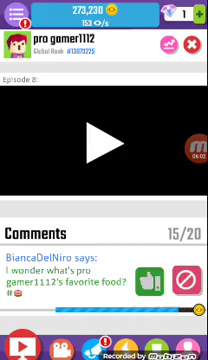 273,230
153 /s
1
pro gamer1112
Global Rank #13073225
Episode 8:
06:02
Comments 15/20
BiancaDelNiro says:
I wonder what's pro
gamer1112's favorite food?
Recorded by
Mobizen